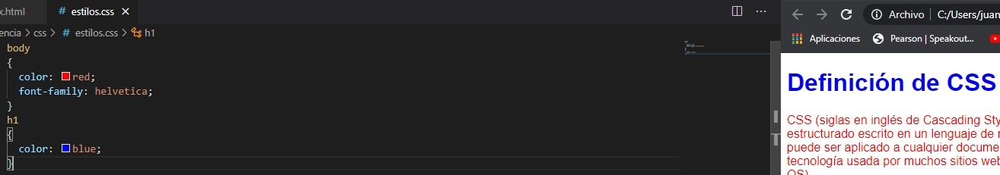 x.html
# estilos.css
encia > css > # estilos.css > h1
body
{
color: red;
font-family: helvetica;
}
h1
{
color: blue;
}
Archivo | C:/Users/juan
Aplicaciones Pearson | Speakout...
Definición de CSS
CSS (siglas en inglés de Cascading Sty
estructurado escrito en un lenguaje de
puede ser aplicado a cualquier docume
tecnología usada por muchos sitios web
OS)